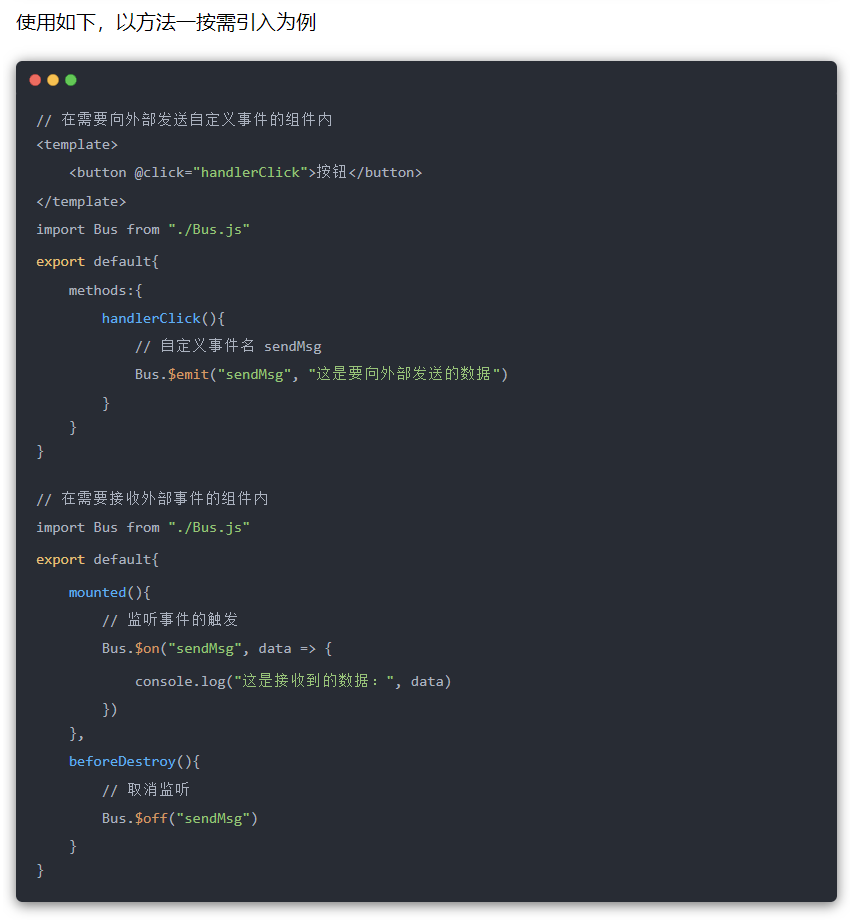 使用如下，以方法一按需引入为例
// 在需要向外部发送自定义事件的组件内
<template>
    <button @click="handlerClick">按钮</button>
</template>
import Bus from "./Bus.js"
export default{
    methods:{
        handlerClick(){
            // 自定义事件名 sendMsg
            Bus.$emit("sendMsg", "这是要向外部发送的数据")
        }
    }
}
// 在需要接收外部事件的组件内
import Bus from "./Bus.js"
export default{
    mounted(){
        // 监听事件的触发
        Bus.$on("sendMsg", data => {
            console.log("这是接收到的数据：", data)
        })
    },
    beforeDestroy(){
        // 取消监听
        Bus.$off("sendMsg")
    }
}